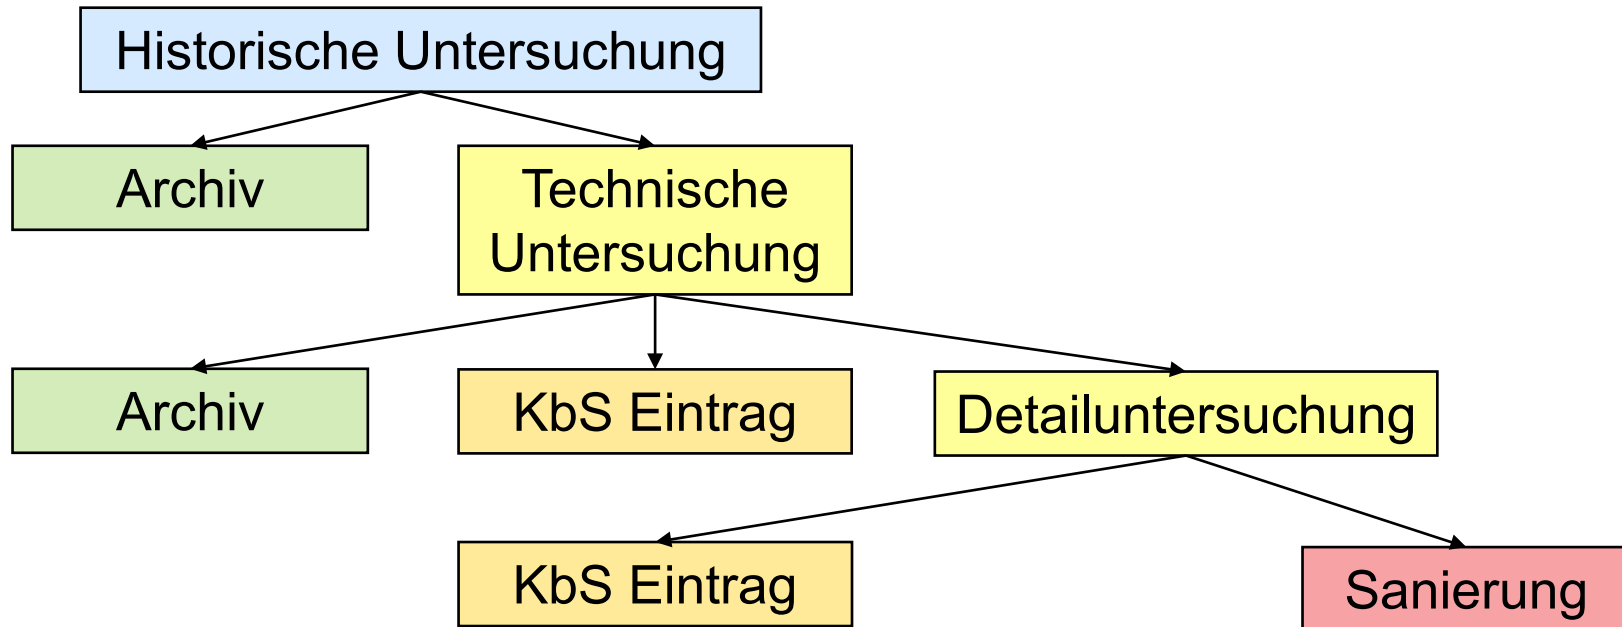 Historische Untersuchung
Archiv
Technische
Untersuchung
Archiv
KbS Eintrag
Detailuntersuchung
KbS Eintrag
Sanierung